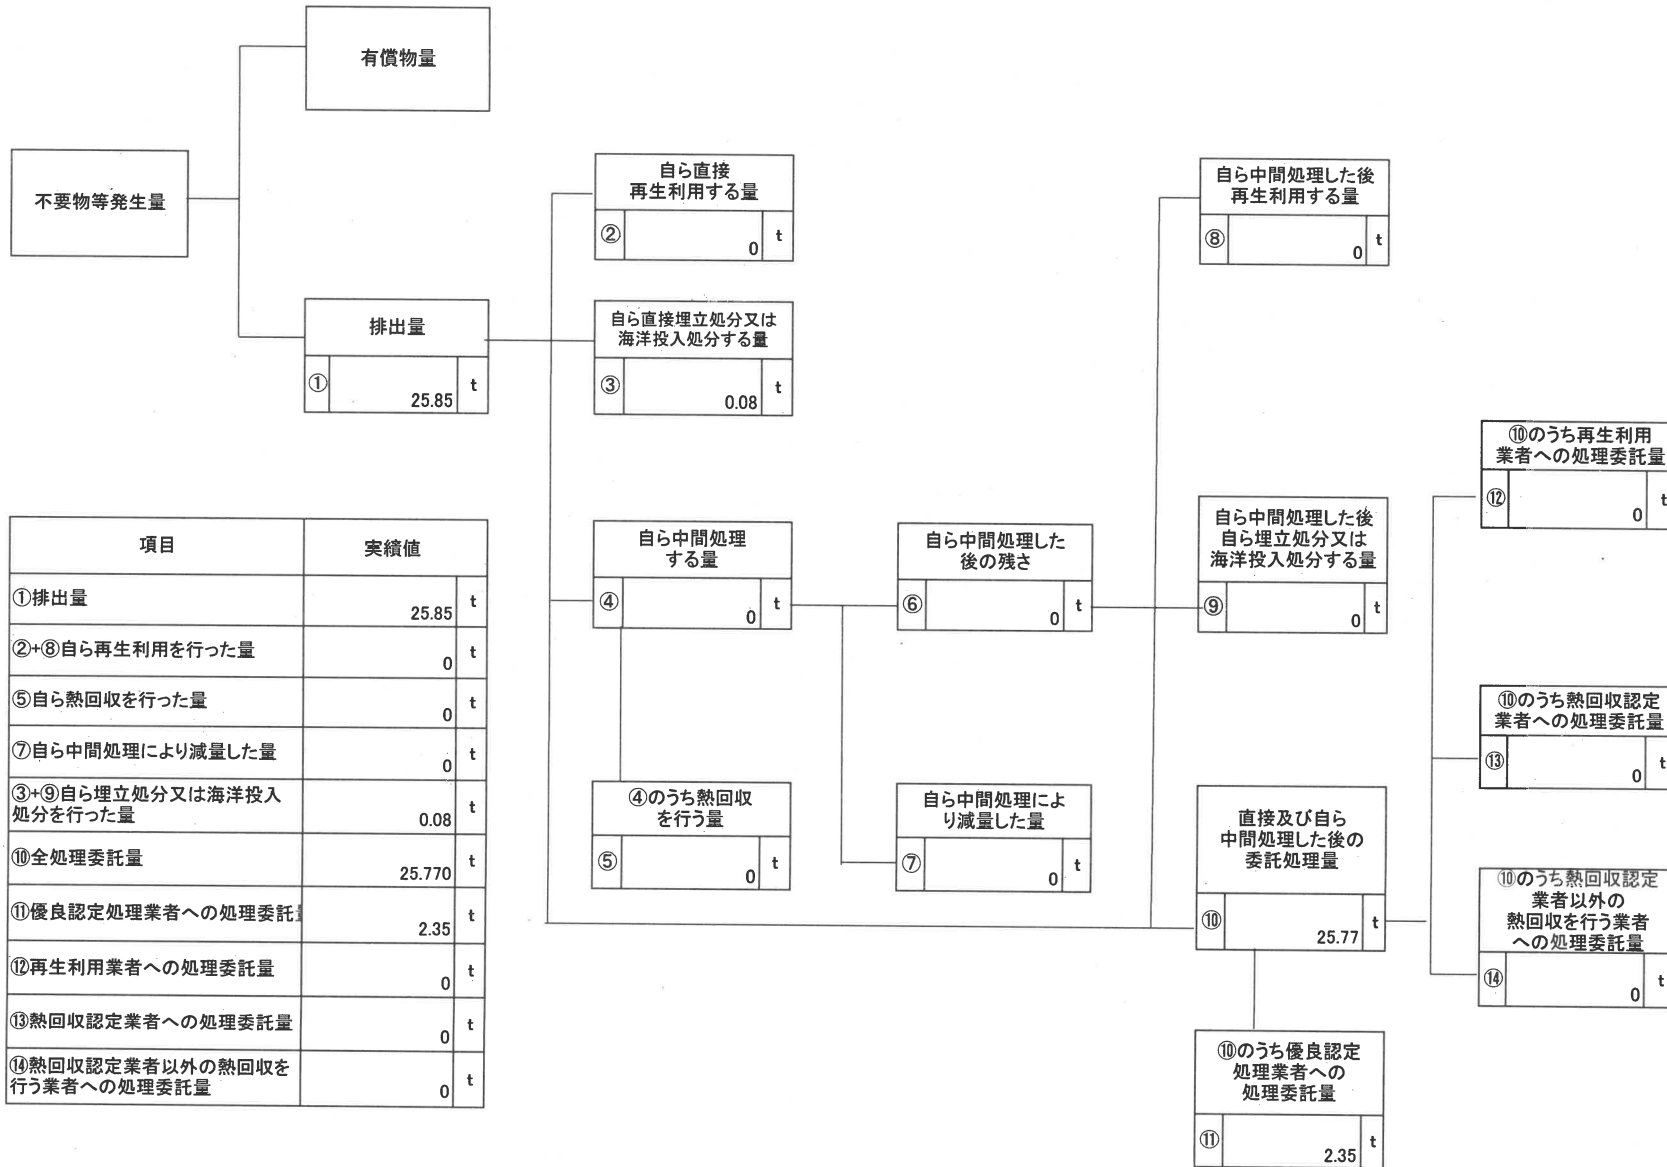 有償物量
不要物等発生量
排出量
① 25.85 t
自ら直接
再生利用する量
② 0 t
自ら直接埋立処分又は
海洋投入処分する量
③ 0.08 t
自ら中間処理
する量
④ 0 t
④のうち熱回収
を行う量
⑤ 0 t
自ら中間処理した
後の残さ
⑥ 0 t
自ら中間処理によ
り減量した量
⑦ 0 t
自ら中間処理した後
再生利用する量
⑧ 0 t
自ら中間処理した後
自ら埋立処分又は
海洋投入処分する量
⑨ 0 t
直接及び自ら
中間処理した後の
委託処理量
⑩ 25.77 t
⑩のうち優良認定
処理業者への
処理委託量
⑪ 2.35 t
⑩のうち再生利用
業者への処理委託量
⑫ 0 t
⑩のうち熱回収認定
業者への処理委託量
⑬ 0 t
⑩のうち熱回収認定
業者以外の
熱回収を行う業者
への処理委託量
⑭ 0 t
項目 実績値
①排出量 25.85 t
②+⑧自ら再生利用を行った量 0 t
⑤自ら熱回収を行った量 0 t
⑦自ら中間処理により減量した量 0 t
③+⑨自ら埋立処分又は海洋投入
処分を行った量 0.08 t
⑩全処理委託量 25.770 t
⑪優良認定処理業者への処理委託 2.35 t
⑫再生利用業者への処理委託量 0 t
⑬熱回収認定業者への処理委託量 0 t
⑭熱回収認定業者以外の熱回収を
行う業者への処理委託量 0 t